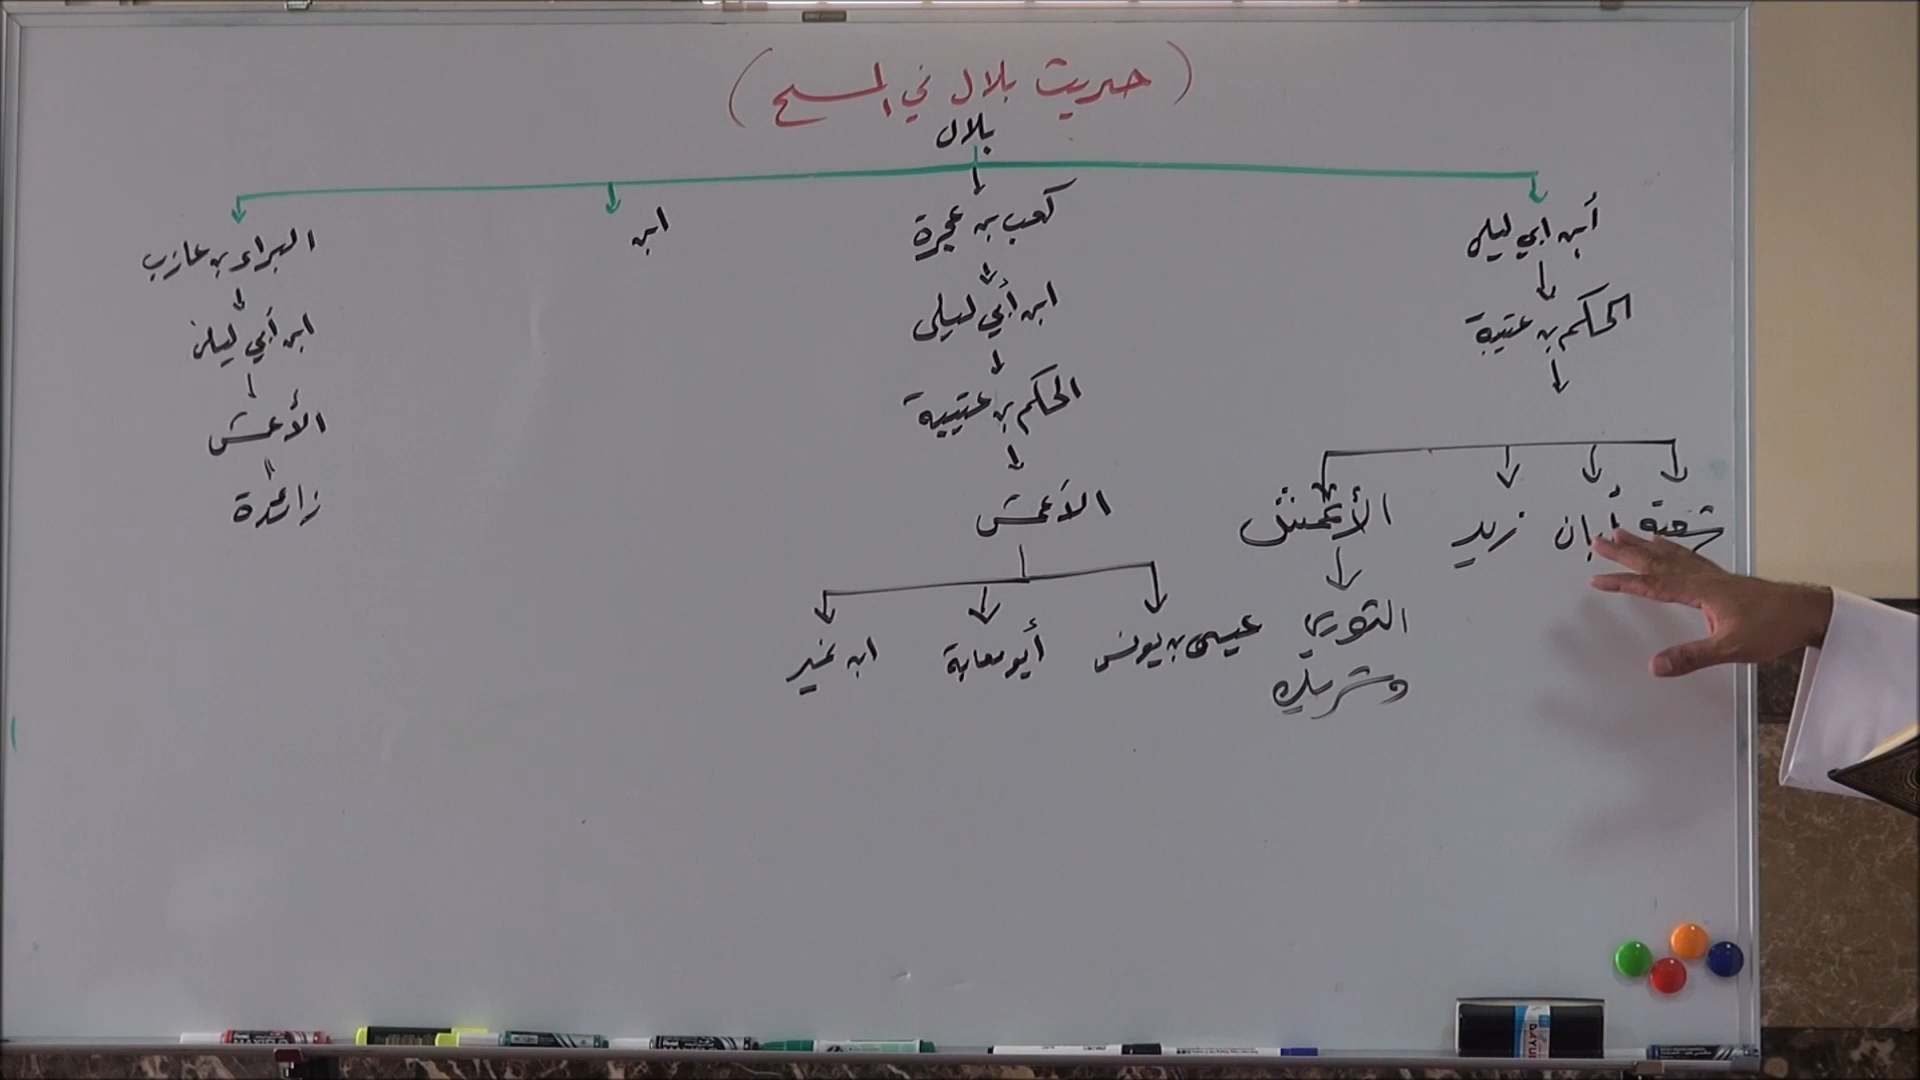 (حديث بلال في المسح)
بلال
أبن ابي ليلى
كعب بن عجرة
ابن
البراء بن عازب
الحكم بن عتيبة
ابن أبي ليلى
ابن أبي ليلى
الحكم بن عتيبة
الأعمش
شعبة
أبان
زيد
الأعمش
الأعمش
زائدة
الثوري
وشريك
عيسى بن يونس
أبو معاوية
ابن نمير